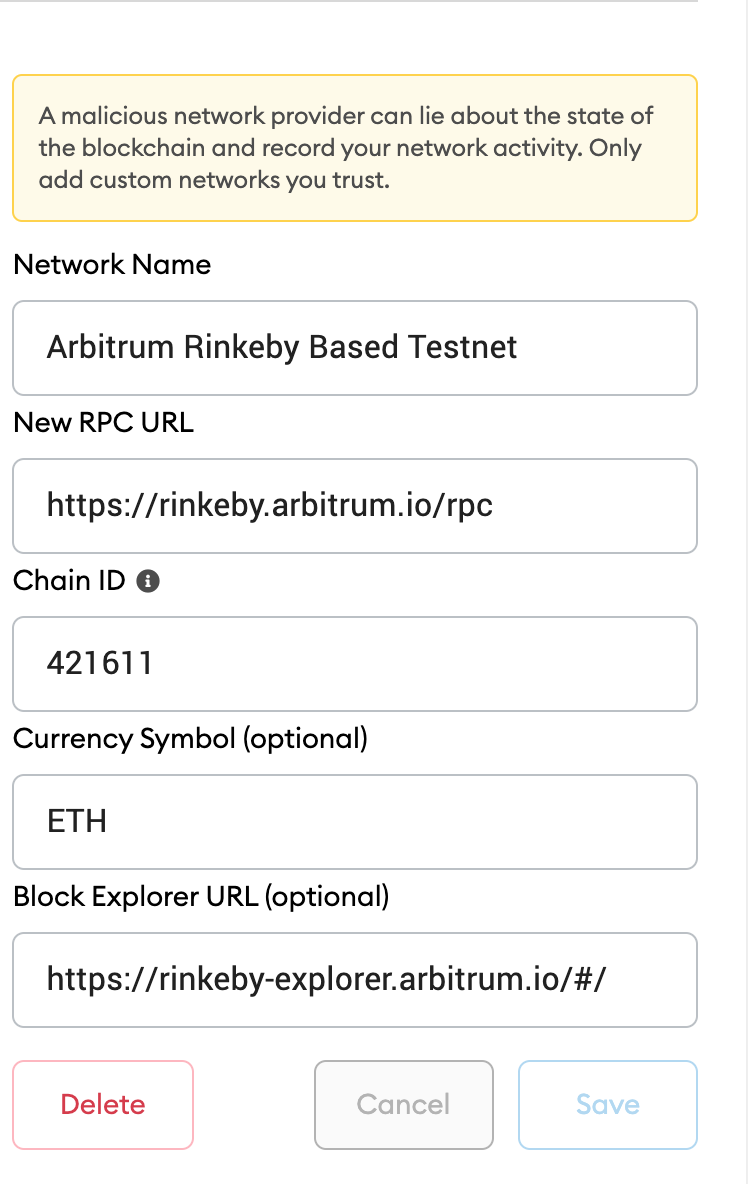 A malicious network provider can lie about the state of
the blockchain and record your network activity. Only
add custom networks you trust.
Network Name
Arbitrum Rinkeby Based Testnet
New RPC URL
https://rinkeby.arbitrum.io/rpc
Chain ID
421611
Currency Symbol (optional)
ETH
Block Explorer URL (optional)
https://rinkeby-explorer.arbitrum.io/#/
Delete Cancel Save